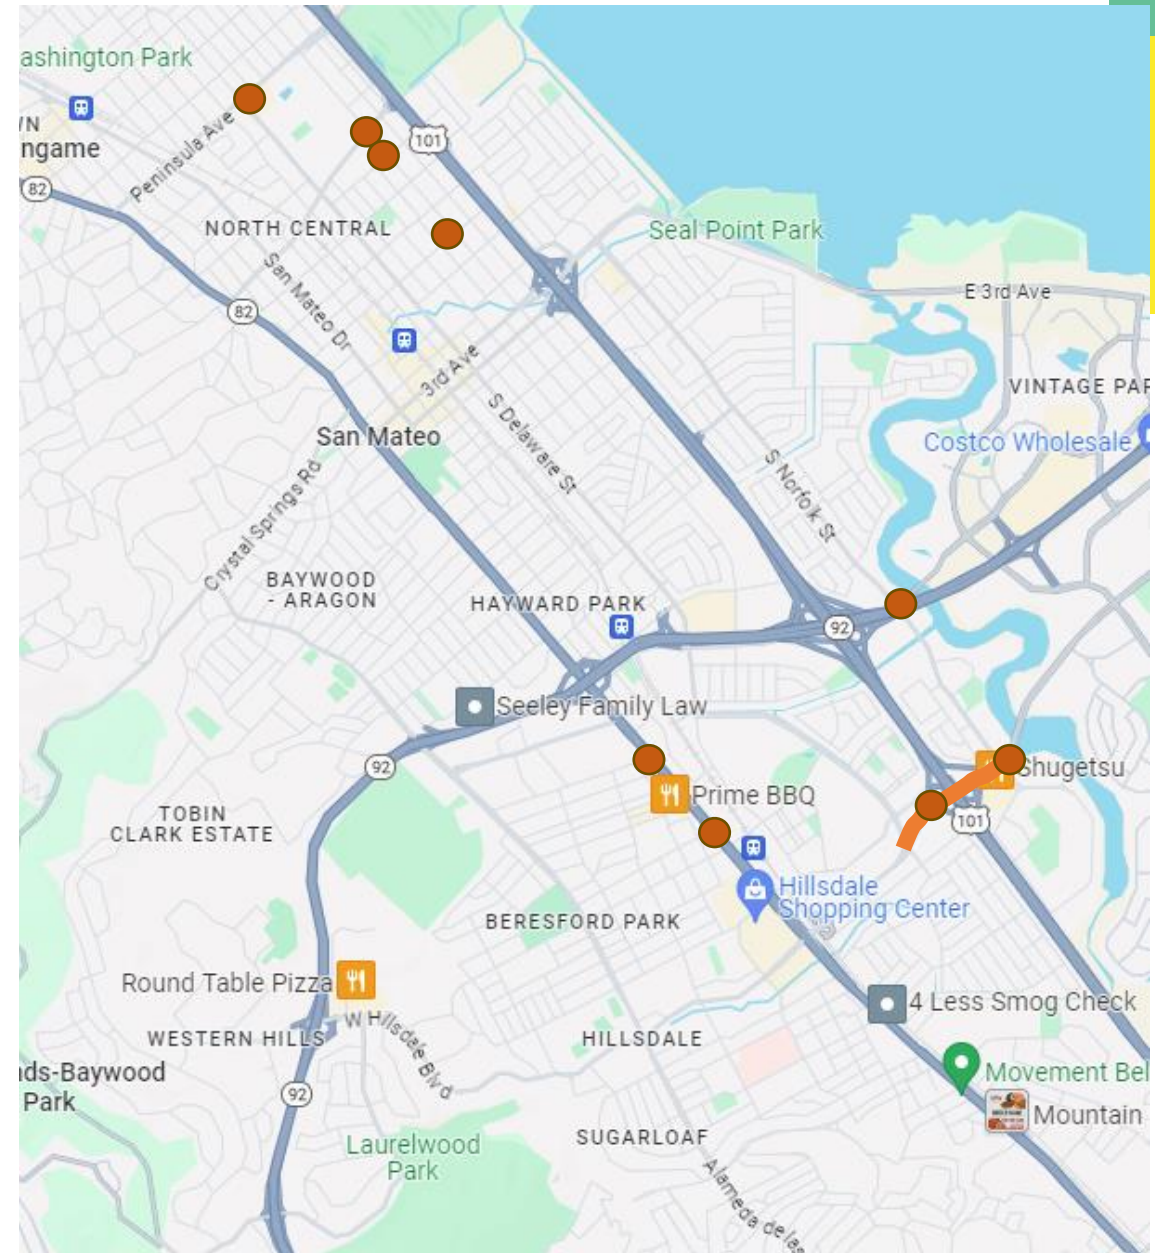 ashington Park
ngame
82
Peninsula Ave
101
NORTH CENTRAL
Seal Point Park
San Mateo Dr
E 3rd Ave
82
3rd Ave
VINTAGE PAR
San Mateo
S Delaware St
Costco Wholesale
Crystal Springs Rd
S Norfolk St
BAYWOOD
- ARAGON
HAYWARD PARK
92
Seeley Family Law
92
Shugetsu
Prime BBQ
TOBIN
CLARK ESTATE
101
Hillsdale
Shopping Center
BERESFORD PARK
Round Table Pizza
4 Less Smog Check
W Hillsdale Blvd
WESTERN HILLS
HILLSDALE
ds-Baywood
Park
Movement Bel
92
Mountain
SUGARLOAF
Laurelwood
Park
Alameda de las